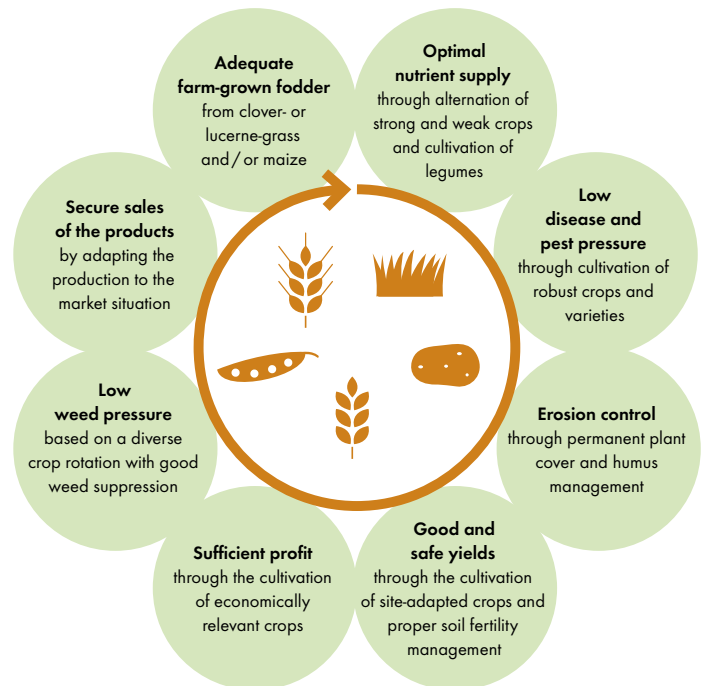 Adequate
farm-grown fodder
from clover- or
lucerne-grass
and / or maize
Optimal
nutrient supply
through alternation of
strong and weak crops
and cultivation of
legumes
Low
disease and
pest pressure
through cultivation of
robust crops and
varieties
Erosion control
through permanent plant
cover and humus
management
Good and
safe yields
through the cultivation
of site-adapted crops and
proper soil fertility
management
Sufficient profit
through the cultivation
of economically
relevant crops
Low
weed pressure
based on a diverse
crop rotation with good
weed suppression
Secure sales
of the products
by adapting the
production to the
market situation